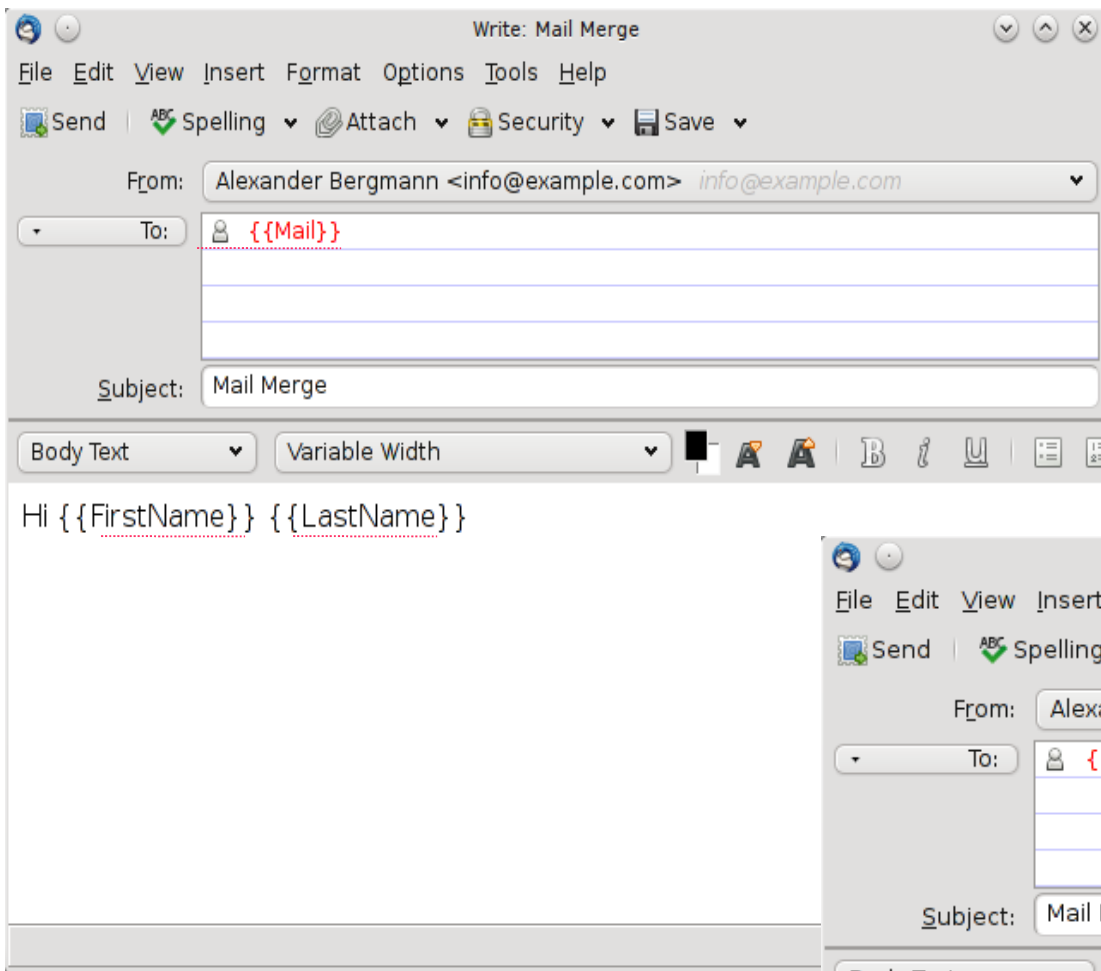 Write: Mail Merge
File Edit View Insert Format Options Tools Help
Send ABC Spelling Attach Security Save
From: Alexander Bergmann <info@example.com> info@example.com
To: {{Mail}}
Subject: Mail Merge
Body Text Variable Width B i U
Hi {{FirstName}} {{LastName}}
File Edit View Insert
Send ABC Spelling
From: Alexa
To: {
Subject: Mail